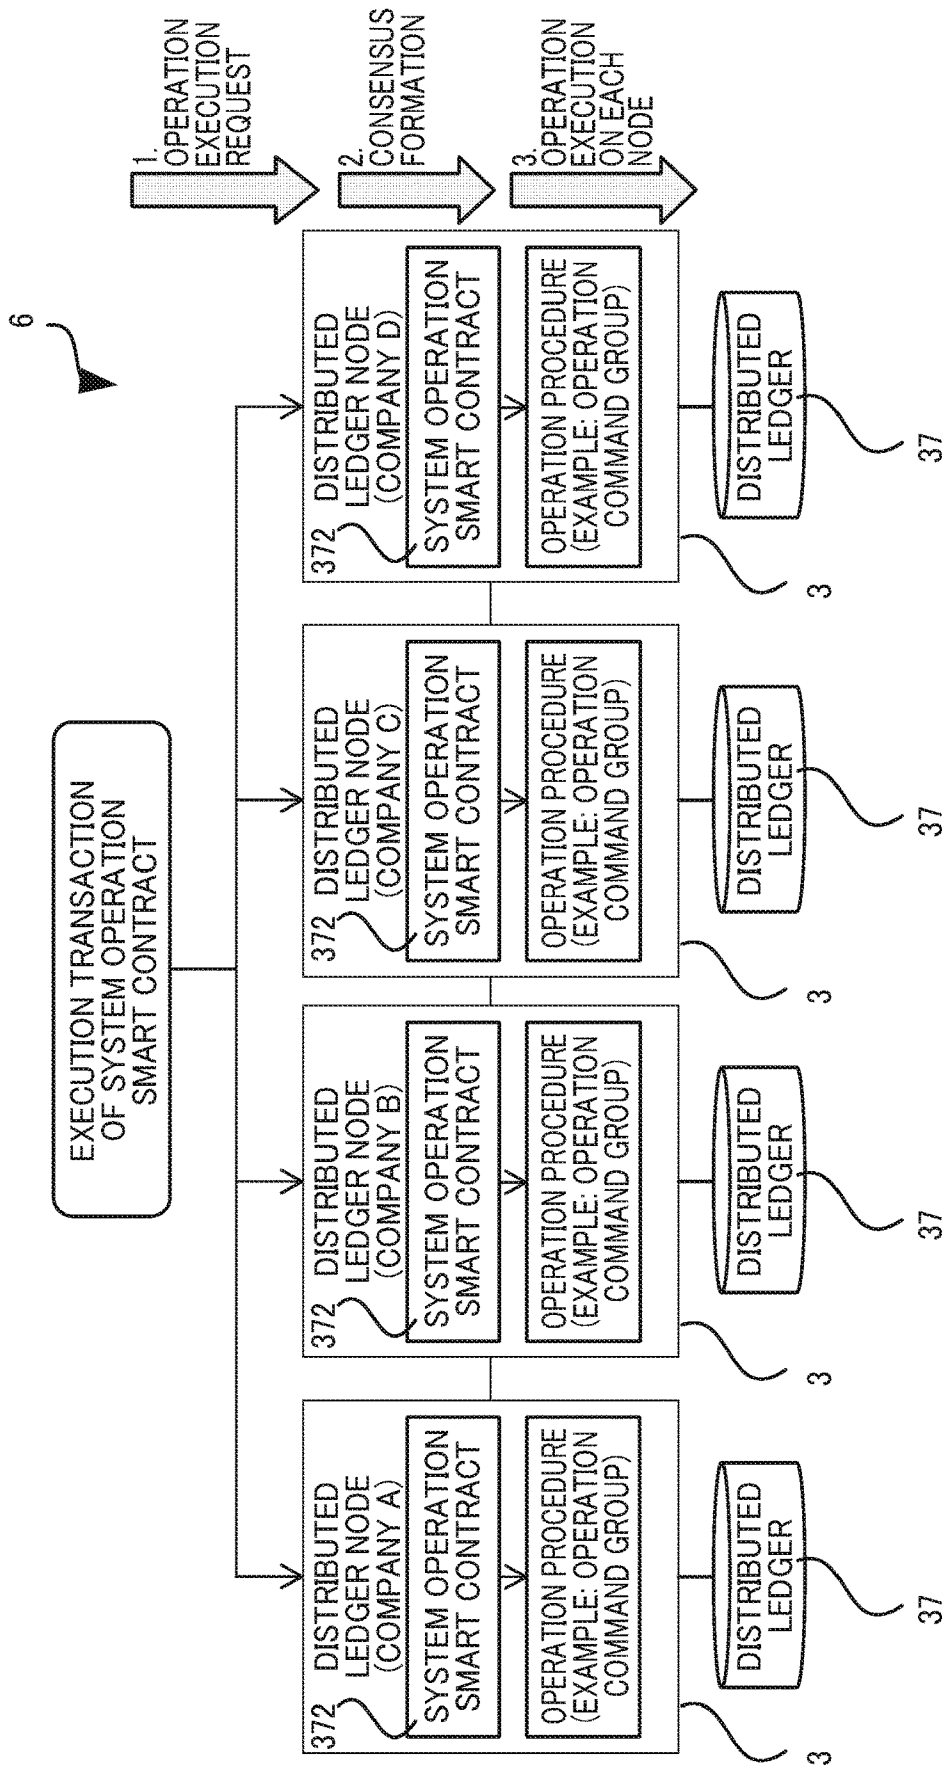 6
EXECUTION TRANSACTION
OF SYSTEM OPERATION
SMART CONTRACT
1.
OPERATION
EXECUTION
REQUEST
2.
CONSENSUS
FORMATION
3.
OPERATION
EXECUTION
ON EACH
NODE
DISTRIBUTED
LEDGER NODE
(COMPANY A)
372
SYSTEM OPERATION
SMART CONTRACT
OPERATION PROCEDURE
(EXAMPLE: OPERATION
COMMAND GROUP)
3
DISTRIBUTED
LEDGER
37
DISTRIBUTED
LEDGER NODE
(COMPANY B)
372
SYSTEM OPERATION
SMART CONTRACT
OPERATION PROCEDURE
(EXAMPLE: OPERATION
COMMAND GROUP)
3
DISTRIBUTED
LEDGER
37
DISTRIBUTED
LEDGER NODE
(COMPANY C)
372
SYSTEM OPERATION
SMART CONTRACT
OPERATION PROCEDURE
(EXAMPLE: OPERATION
COMMAND GROUP)
3
DISTRIBUTED
LEDGER
37
DISTRIBUTED
LEDGER NODE
(COMPANY D)
372
SYSTEM OPERATION
SMART CONTRACT
OPERATION PROCEDURE
(EXAMPLE: OPERATION
COMMAND GROUP)
3
DISTRIBUTED
LEDGER
37